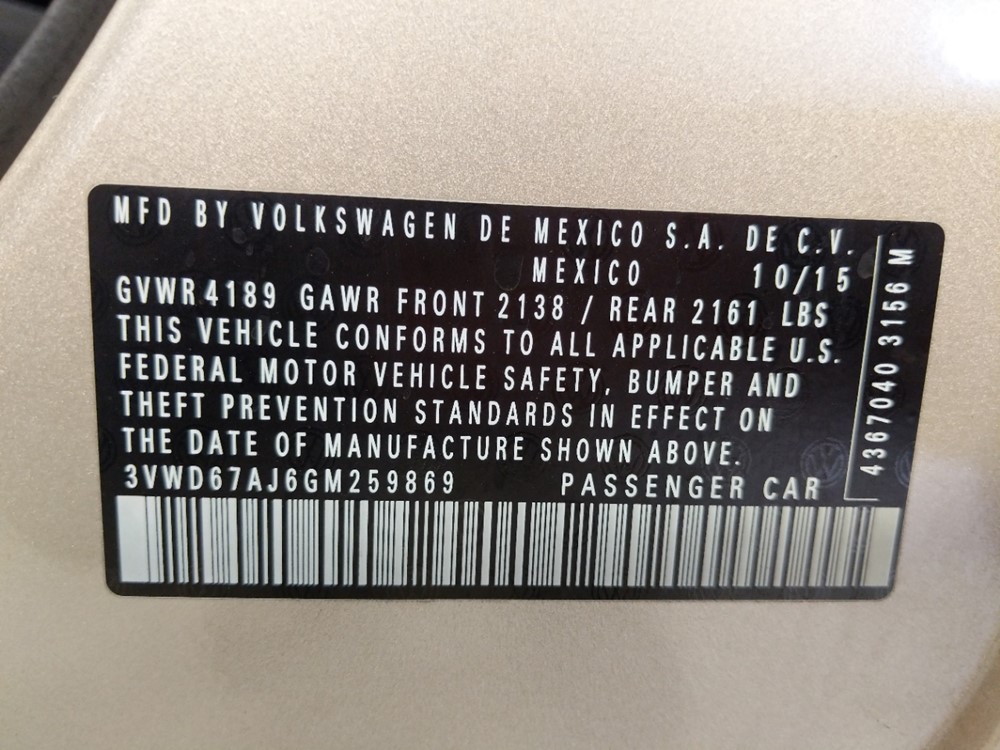 MFD BY VOLKSWAGEN DE MEXICO S.A. DE C.V.
MEXICO 10/15
GVWR 4189 GAWR FRONT 2138 / REAR 2161 LBS
THIS VEHICLE CONFORMS TO ALL APPLICABLE U.S.
FEDERAL MOTOR VEHICLE SAFETY, BUMPER AND
THEFT PREVENTION STANDARDS IN EFFECT ON
THE DATE OF MANUFACTURE SHOWN ABOVE.
3VWD67AJ6GM259869 PASSENGER CAR
4367040 3156 M